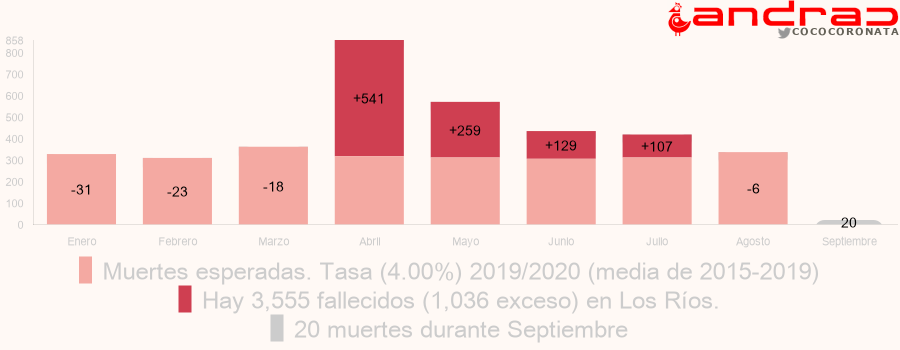 andrac
COCOCORONATA
858
800
700
600
500
400
300
200
100
0
-31
-23
-18
+541
+259
+129
+107
-6
20
Enero
Febrero
Marzo
Abril
Mayo
Junio
Julio
Agosto
Septiembre
Muertes esperadas. Tasa (4.00%) 2019/2020 (media de 2015-2019)
Hay 3,555 fallecidos (1,036 exceso) en Los Ríos.
20 muertes durante Septiembre